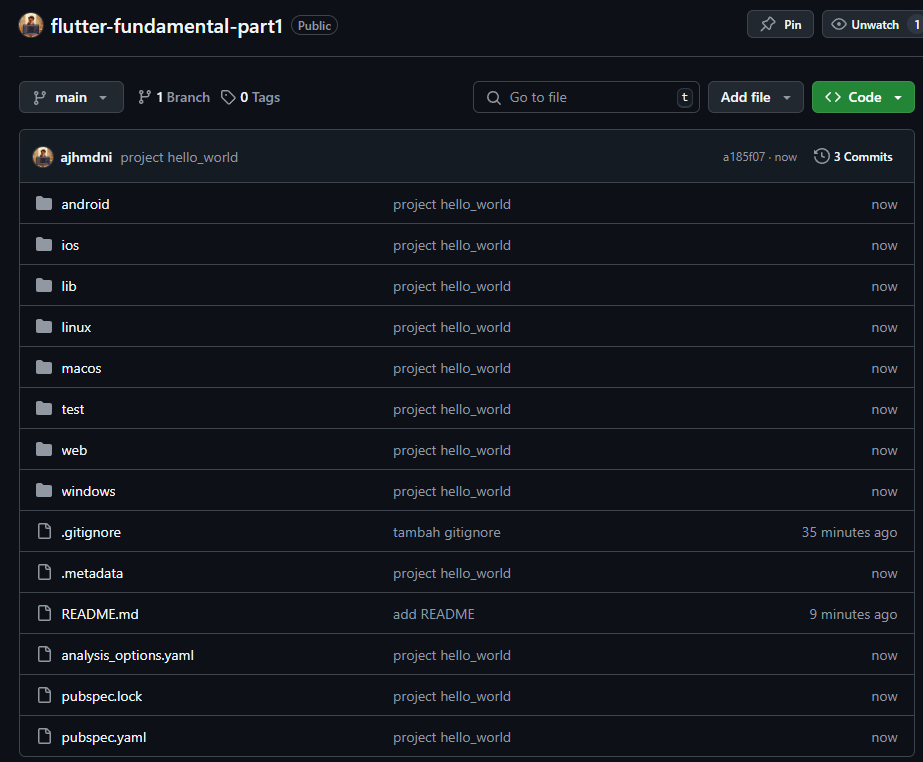 flutter-fundamental-part1 Public Pin Unwatch 1
main 1 Branch 0 Tags Go to file t Add file Code
ajhmdni project hello_world a185f07 · now 3 Commits
android project hello_world now
ios project hello_world now
lib project hello_world now
linux project hello_world now
macos project hello_world now
test project hello_world now
web project hello_world now
windows project hello_world now
.gitignore tambah gitignore 35 minutes ago
.metadata project hello_world now
README.md add README 9 minutes ago
analysis_options.yaml project hello_world now
pubspec.lock project hello_world now
pubspec.yaml project hello_world now